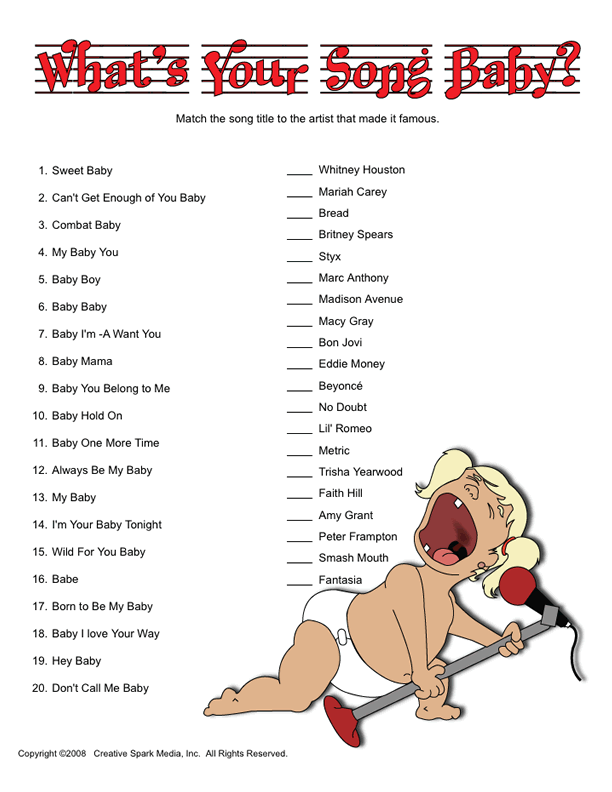 What's Your Song Baby?
Match the song title to the artist that made it famous.
1. Sweet Baby
2. Can't Get Enough of You Baby
3. Combat Baby
4. My Baby You
5. Baby Boy
6. Baby Baby
7. Baby I'm -A Want You
8. Baby Mama
9. Baby You Belong to Me
10. Baby Hold On
11. Baby One More Time
12. Always Be My Baby
13. My Baby
14. I'm Your Baby Tonight
15. Wild For You Baby
16. Babe
17. Born to Be My Baby
18. Baby I love Your Way
19. Hey Baby
20. Don't Call Me Baby
____ Whitney Houston
____ Mariah Carey
____ Bread
____ Britney Spears
____ Styx
____ Marc Anthony
____ Madison Avenue
____ Macy Gray
____ Bon Jovi
____ Eddie Money
____ Beyoncé
____ No Doubt
____ Lil' Romeo
____ Metric
____ Trisha Yearwood
____ Faith Hill
____ Amy Grant
____ Peter Frampton
____ Smash Mouth
____ Fantasia
Copyright ©2008 Creative Spark Media, Inc. All Rights Reserved.